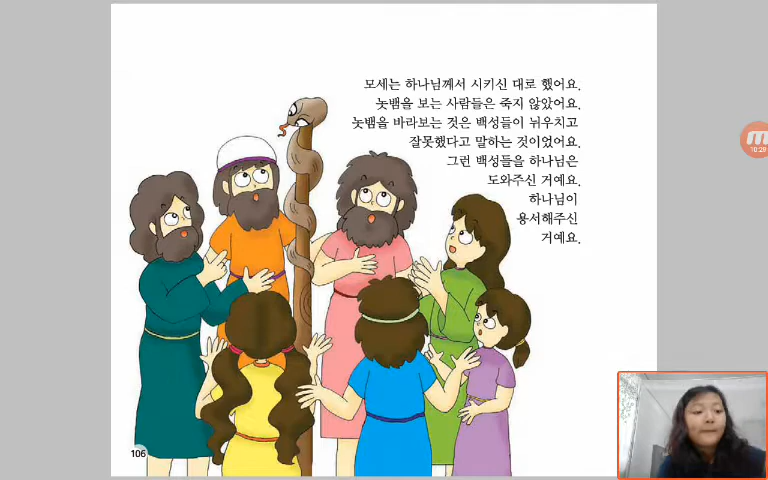 모세는 하나님께서 시키신 대로 했어요.
놋뱀을 보는 사람들은 죽지 않았어요.
놋뱀을 바라보는 것은 백성들이 뉘우치고
잘못했다고 말하는 것이었어요.
그런 백성들을 하나님은
도와주신 거예요.
하나님이
용서해주신
거예요.
106
m
10:29